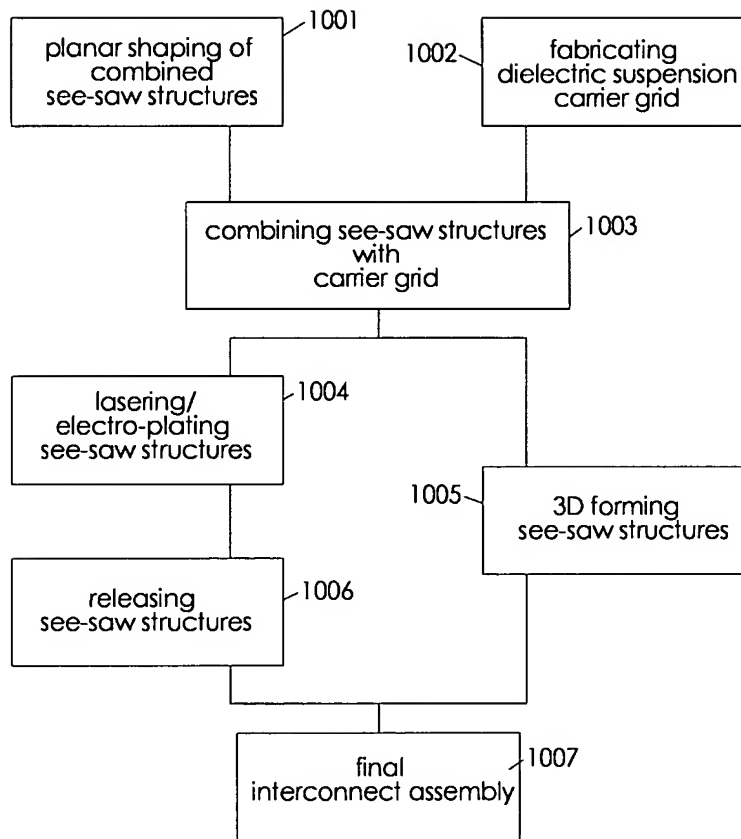 planar shaping of
combined
see-saw structures
1001
1002
fabricating
dielectric suspension
carrier grid
combining see-saw structures
with
carrier grid
1003
lasering/
electro-plating
see-saw structures
1004
1005
3D forming
see-saw structures
releasing
see-saw structures
1006
final
interconnect assembly
1007